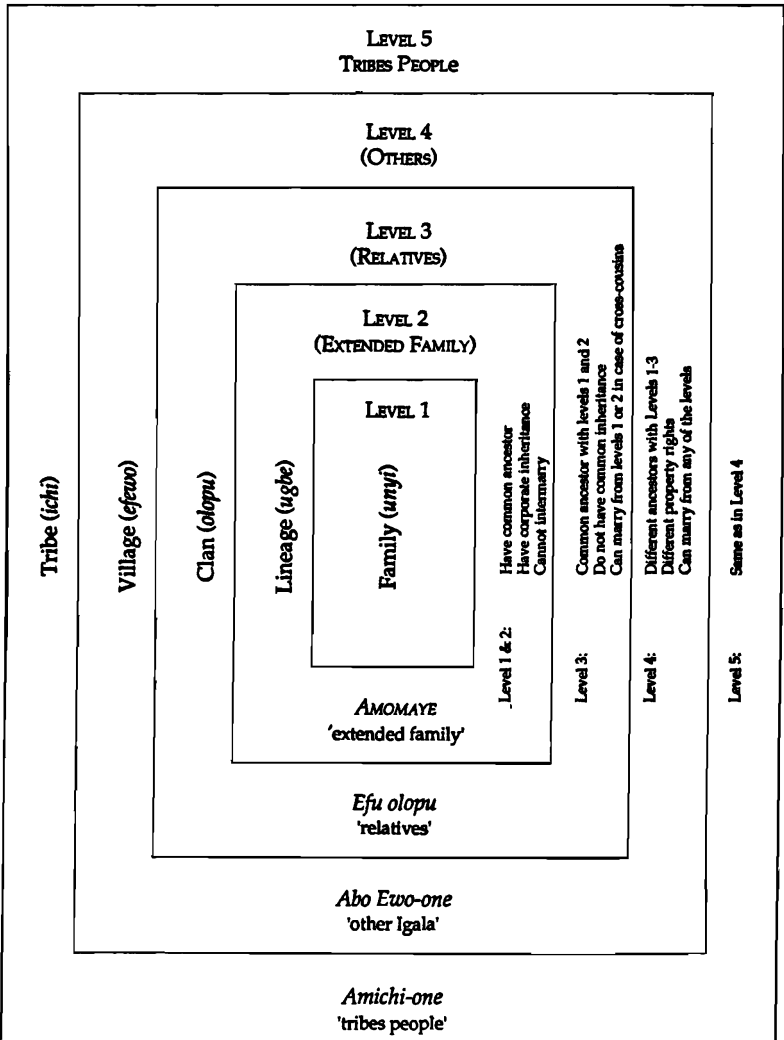 LEVEL 5
TRIBES PEOPLE
LEVEL 4
(OTHERS)
LEVEL 3
(RELATIVES)
LEVEL 2
(EXTENDED FAMILY)
LEVEL 1
Tribe (ichi)
Village (efewo)
Clan (olopu)
Lineage (ugbe)
Family (unyi)
Level 1 & 2:
Have common ancestor
Have corporate inheritance
Cannot intermarry
Level 3:
Common ancestor with levels 1 and 2
Do not have common inheritance
Can marry from levels 1 or 2 in case of cross-cousins
Level 4:
Different ancestors with Levels 1-3
Different property rights
Can marry from any of the levels
Level 5:
Same as in Level 4
AMOMAYE
'extended family'
Efu olopu
'relatives'
Abo Ewo-one
'other Igala'
Amichi-one
'tribes people'